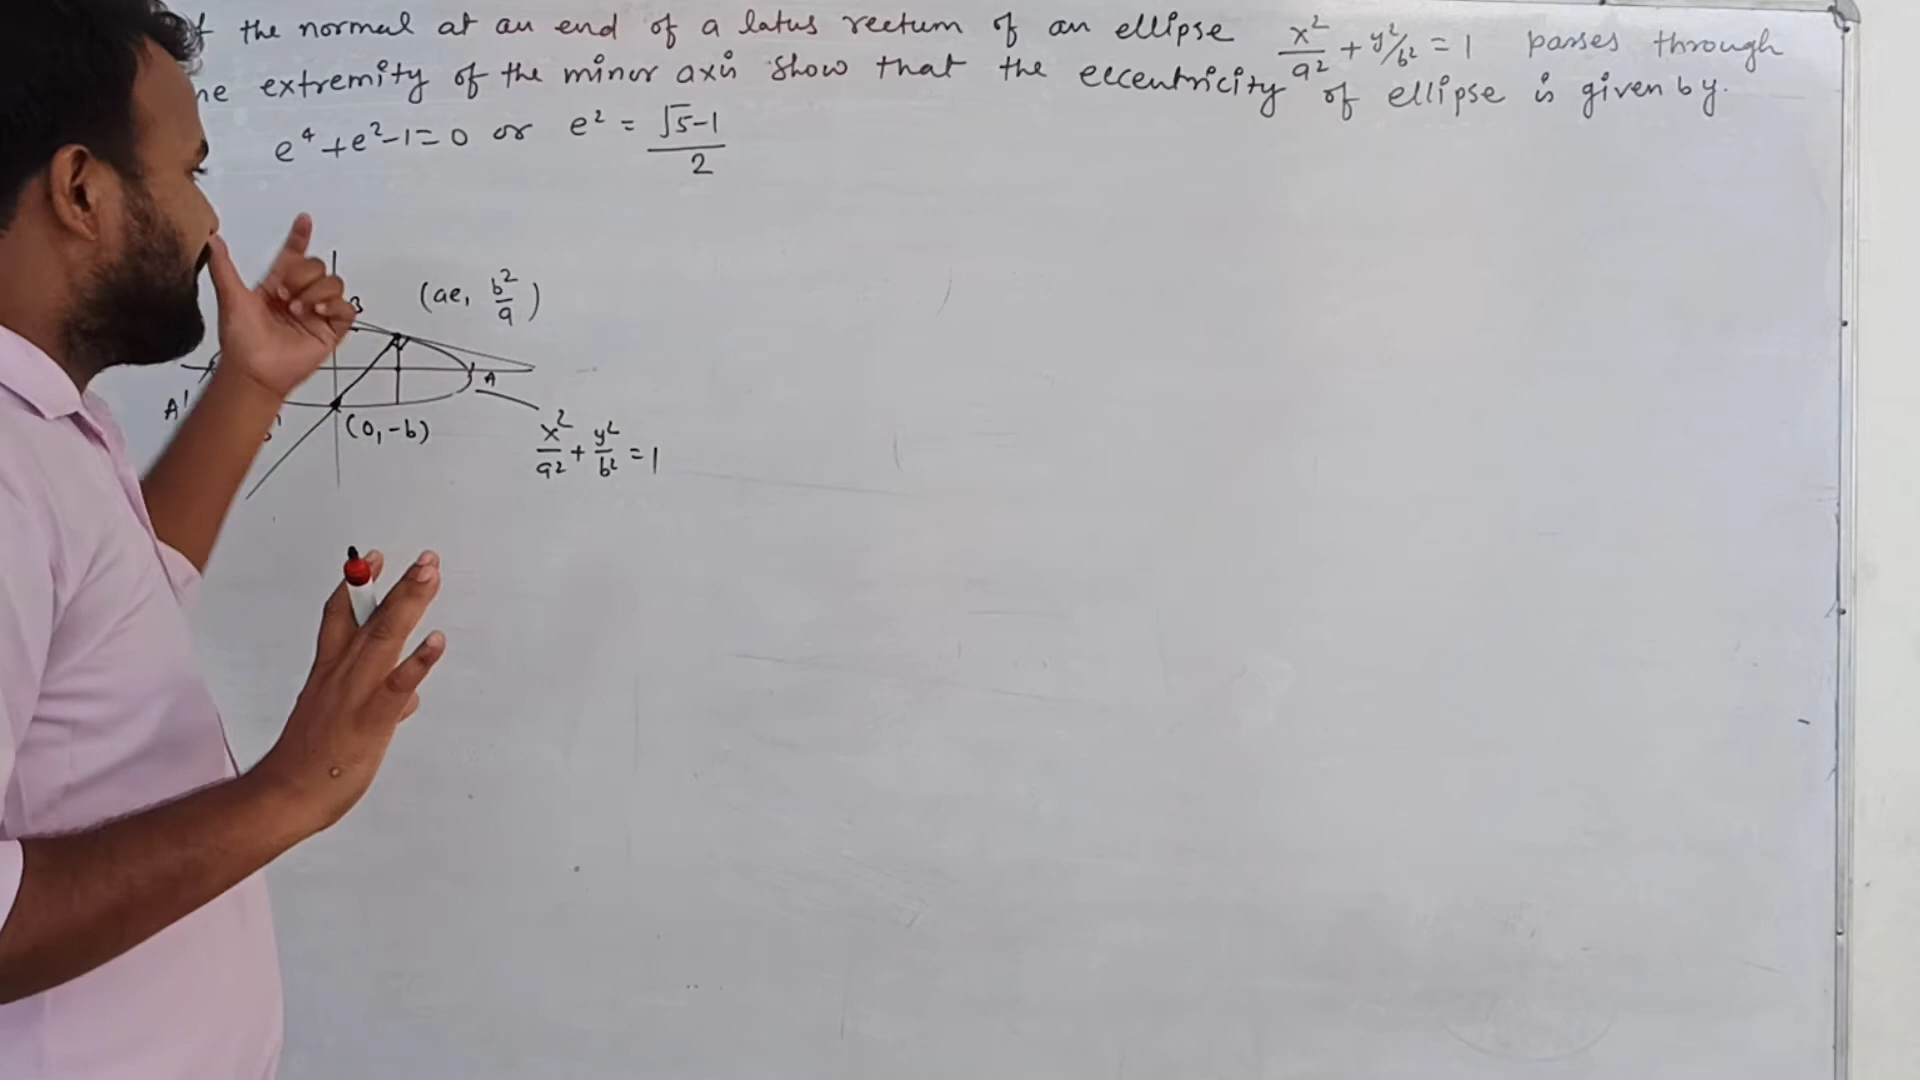 the normal at an end of a latus rectum of an ellipse x²/a² + y²/b² = 1 passes through
extremity of the minor axis show that the eccentricity of ellipse is given by.
e⁴+e²-1=0 or e² = √5-1/2
B (ae, b²/a)
A
A' (0,-b)
x²/a² + y²/b² = 1